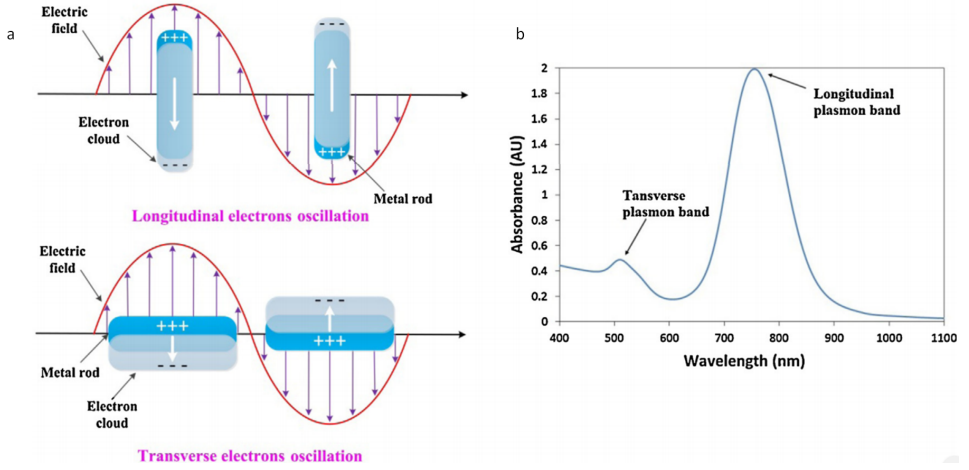 a
Electric
field
+++
- - -
- - -
+++
Electron
cloud
Metal rod
Longitudinal electrons oscillation
Electric
field
+++
- - -
- - -
+++
Metal rod
Electron
cloud
Transverse electrons oscillation
b
2
1.8
1.6
1.4
1.2
1
0.8
0.6
0.4
0.2
0
Absorbance (AU)
Longitudinal
plasmon band
Tansverse
plasmon band
400 500 600 700 800 900 1000 1100
Wavelength (nm)